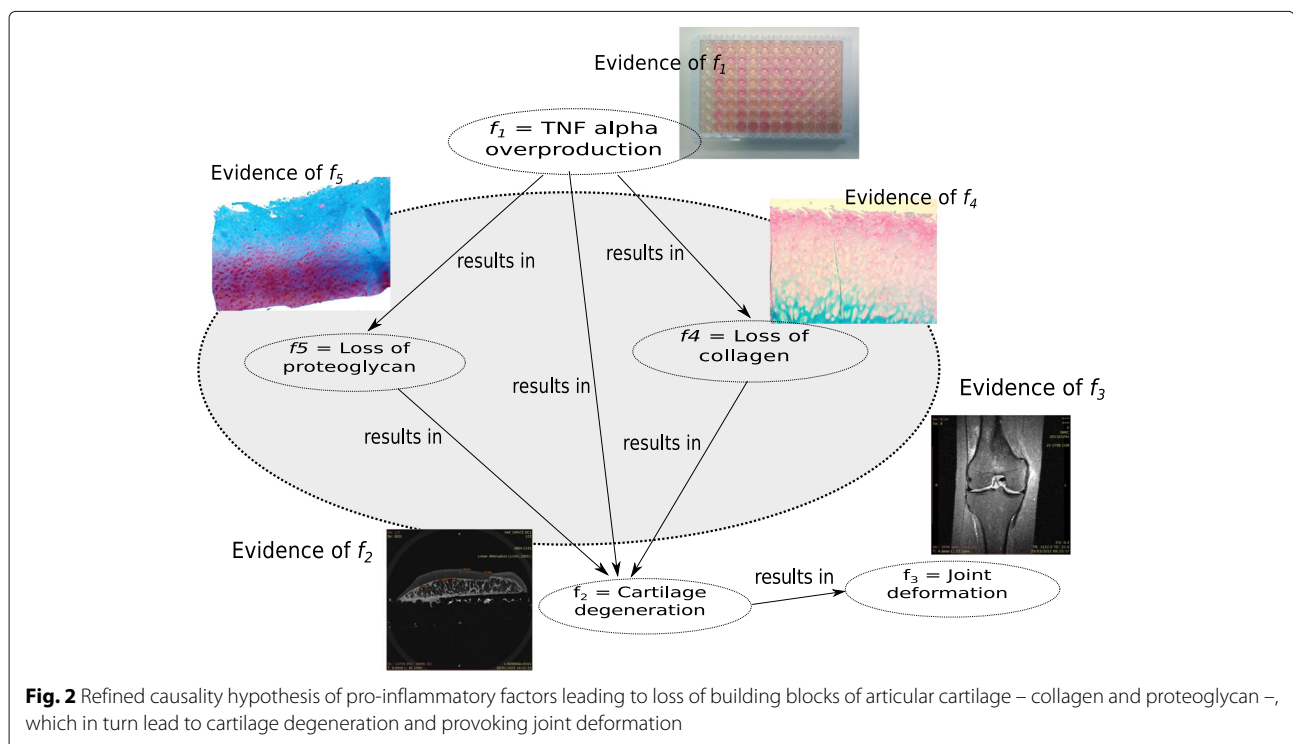 Evidence of f₁
f₁ = TNF alpha
overproduction
Evidence of f₅
Evidence of f₄
results in
results in
f5 = Loss of
proteoglycan
f4 = Loss of
collagen
results in
Evidence of f₃
results in
results in
Evidence of f₂
f₂ = Cartilage
degeneration
results in
f₃ = Joint
deformation
Fig. 2 Refined causality hypothesis of pro-inflammatory factors leading to loss of building blocks of articular cartilage – collagen and proteoglycan –,
which in turn lead to cartilage degeneration and provoking joint deformation